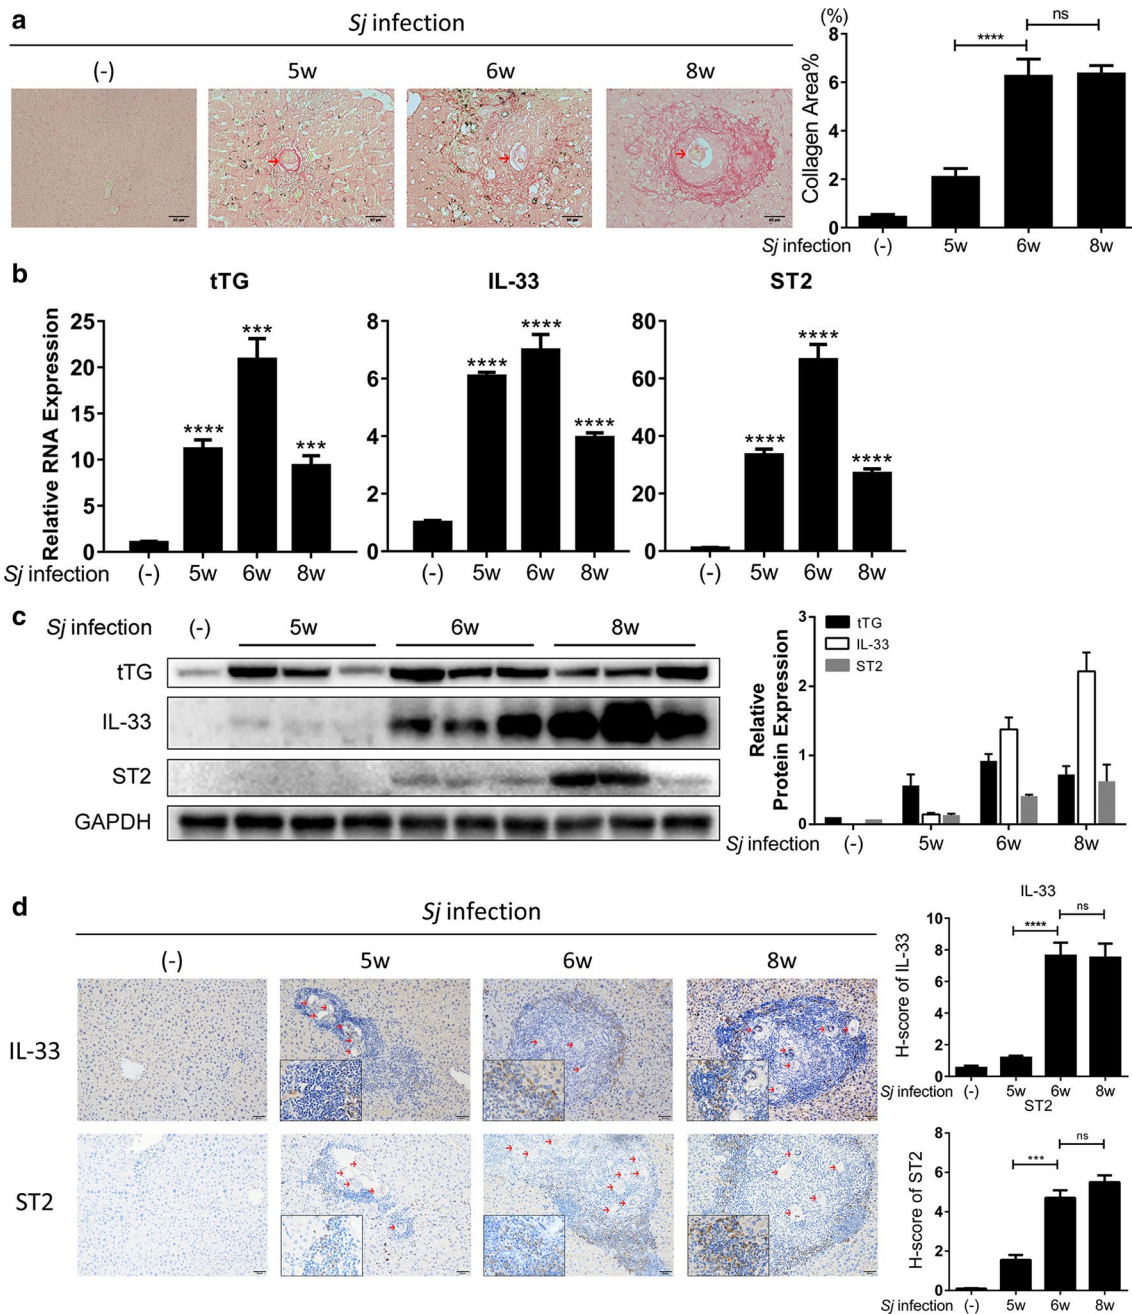 a
Sj infection
(-) 5w 6w 8w
(%)
Collagen Area%
8
6
4
2
0
**** ns
Sj infection (-) 5w 6w 8w
b
tTG IL-33 ST2
Relative RNA Expression
25
20
15
10
5
0
**** *** ***
Sj infection (-) 5w 6w 8w
8
6
4
2
0
**** **** ****
(-) 5w 6w 8w
80
60
40
20
0
**** **** ****
(-) 5w 6w 8w
c
Sj infection (-) 5w 6w 8w
tTG
IL-33
ST2
GAPDH
Relative
Protein Expression
3
2
1
0
tTG
IL-33
ST2
Sj infection (-) 5w 6w 8w
d
Sj infection
(-) 5w 6w 8w
IL-33
ST2
IL-33
H-score of IL-33
10
8
6
4
2
0
**** ns
Sj infection (-) 5w 6w 8w
ST2
H-score of ST2
6
4
2
0
*** ns
Sj infection (-) 5w 6w 8w